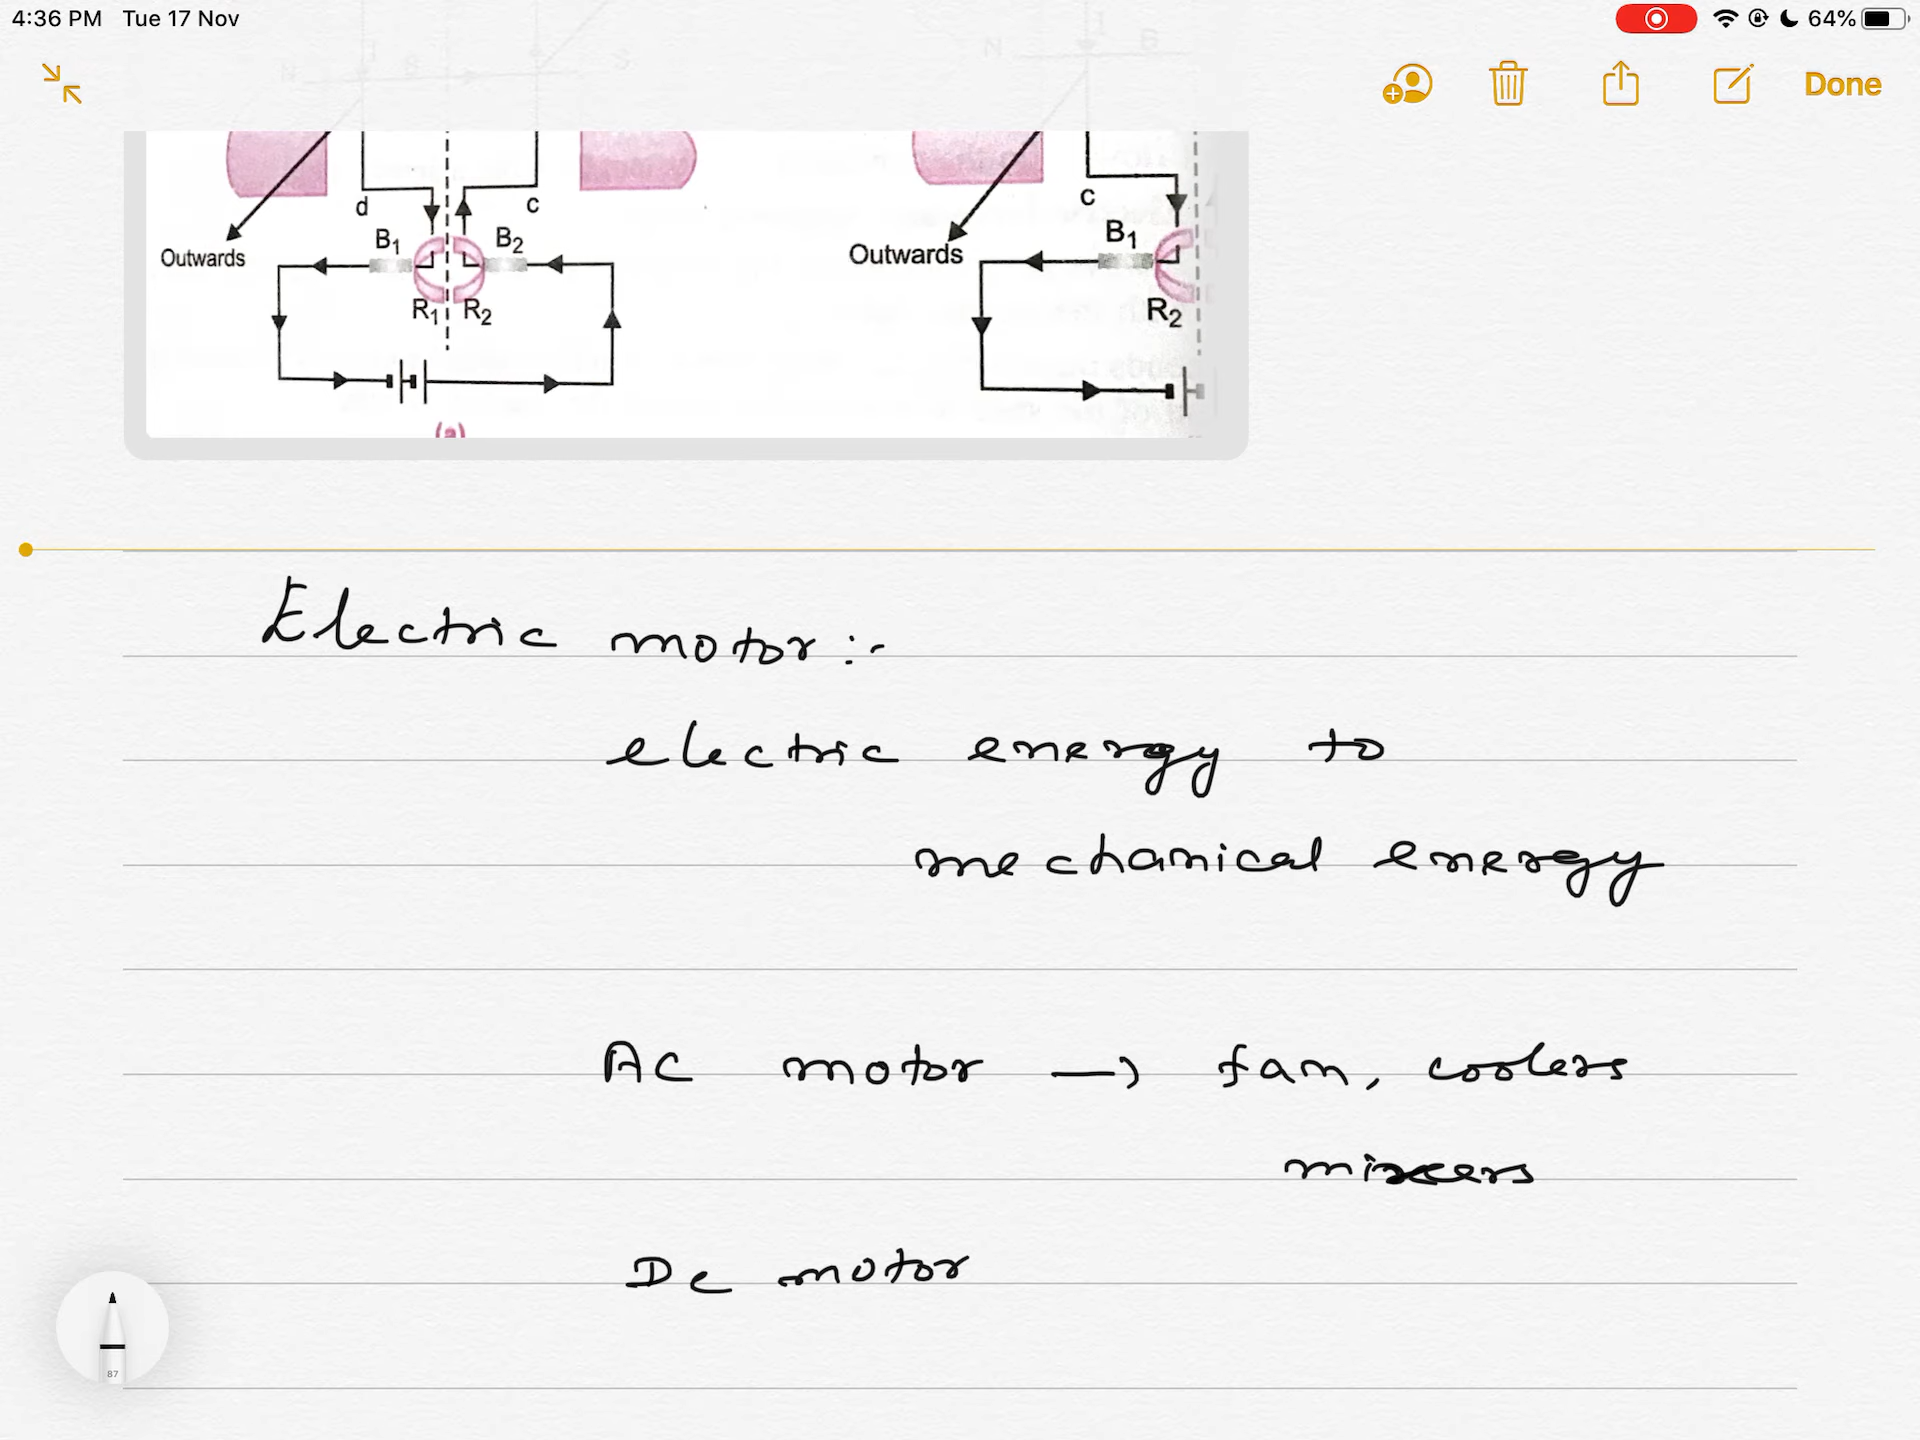 4:36 PM Tue 17 Nov
64%
N I B S
N I B
Done
d c c
B1 B2 B1
Outwards Outwards
R1 R2 R2
(a)
Electric motor :-
electric energy to
mechanical energy
AC motor → fan, coolers
mixers
Dc motor
87